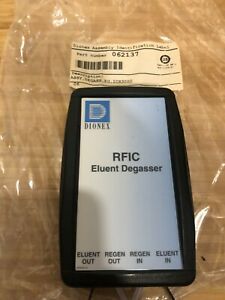 Dionex Assembly Identification Label
Part Number 062137
Description
DIONEX
RFIC
Eluent Degasser
ELUENT OUT REGEN OUT REGEN IN ELUENT IN